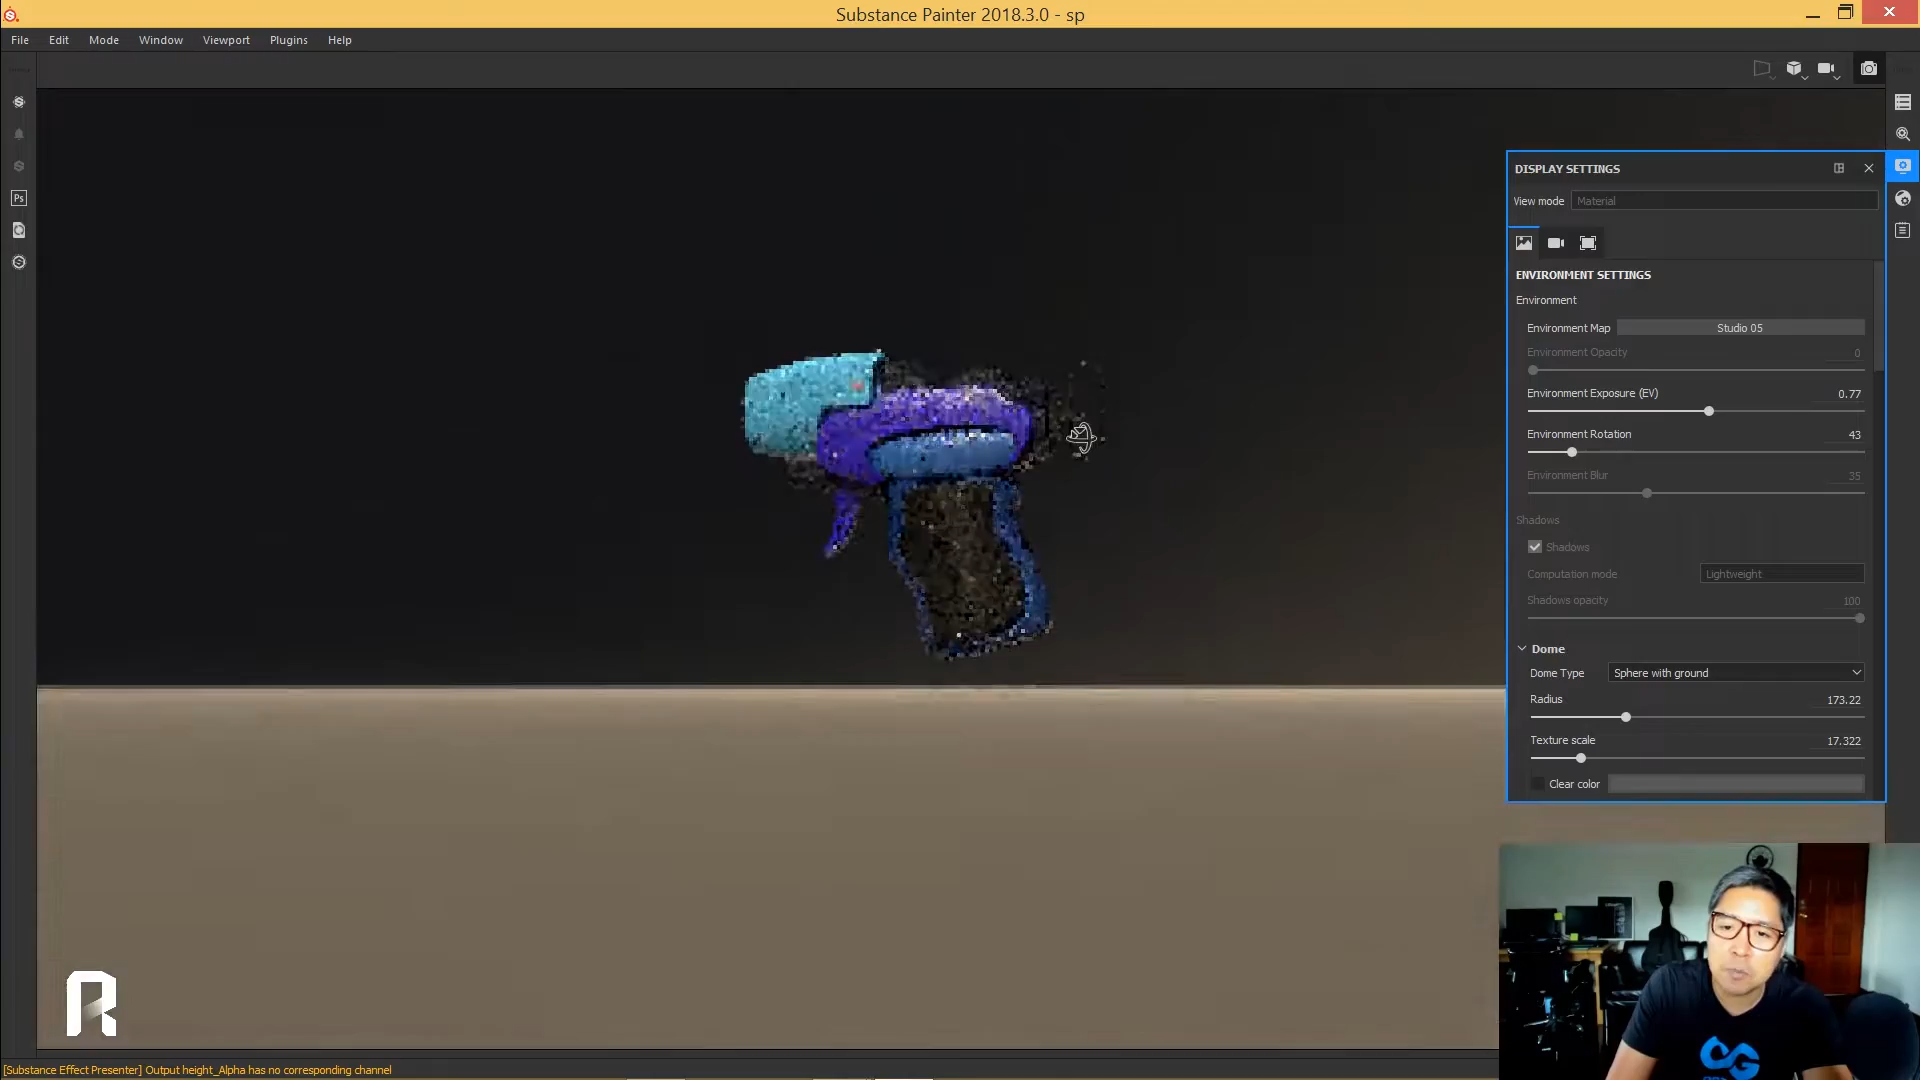 Substance Painter 2018.3.0 - sp
File Edit Mode Window Viewport Plugins Help
Ps
DISPLAY SETTINGS
View mode Material
ENVIRONMENT SETTINGS
Environment
Environment Map Studio 05
Environment Opacity 0
Environment Exposure (EV) 0.77
Environment Rotation 43
Environment Blur 35
Shadows
Shadows
Computation mode Lightweight
Shadows opacity 100
Dome
Dome Type Sphere with ground
Radius 173.22
Texture scale 17.322
Clear color
R
[Substance Effect Presenter] Output height_Alpha has no corresponding channel